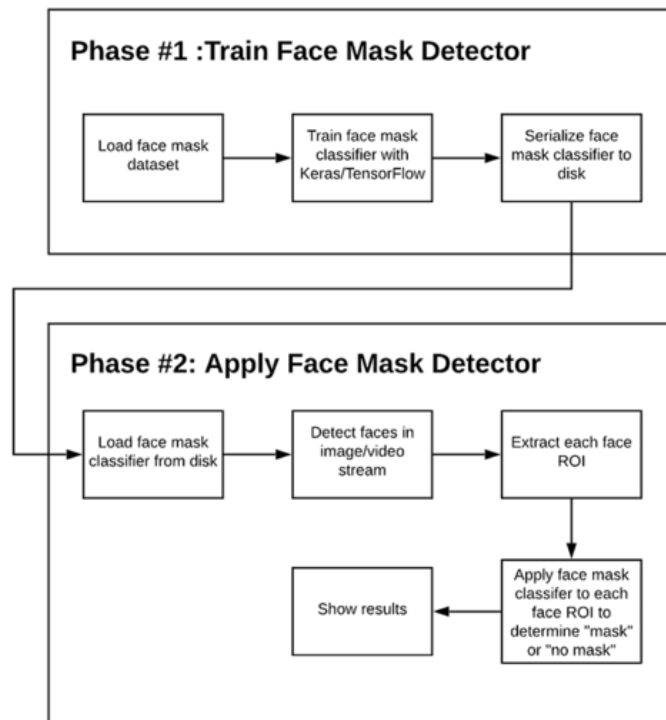 Phase #1 :Train Face Mask Detector
Load face mask
dataset
Train face mask
classifier with
Keras/TensorFlow
Serialize face
mask classifier to
disk
Phase #2: Apply Face Mask Detector
Load face mask
classifier from disk
Detect faces in
image/video
stream
Extract each face
ROI
Apply face mask
classifer to each
face ROI to
determine "mask"
or "no mask"
Show results